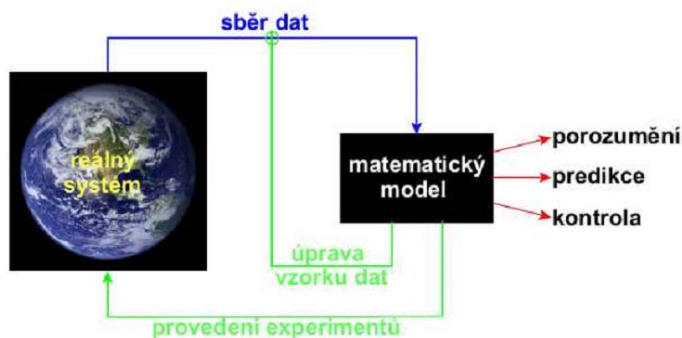 sběr dat
reálný
systém
matematický
model
porozumění
predikce
kontrola
úprava
vzorku dat
provedení experimentů